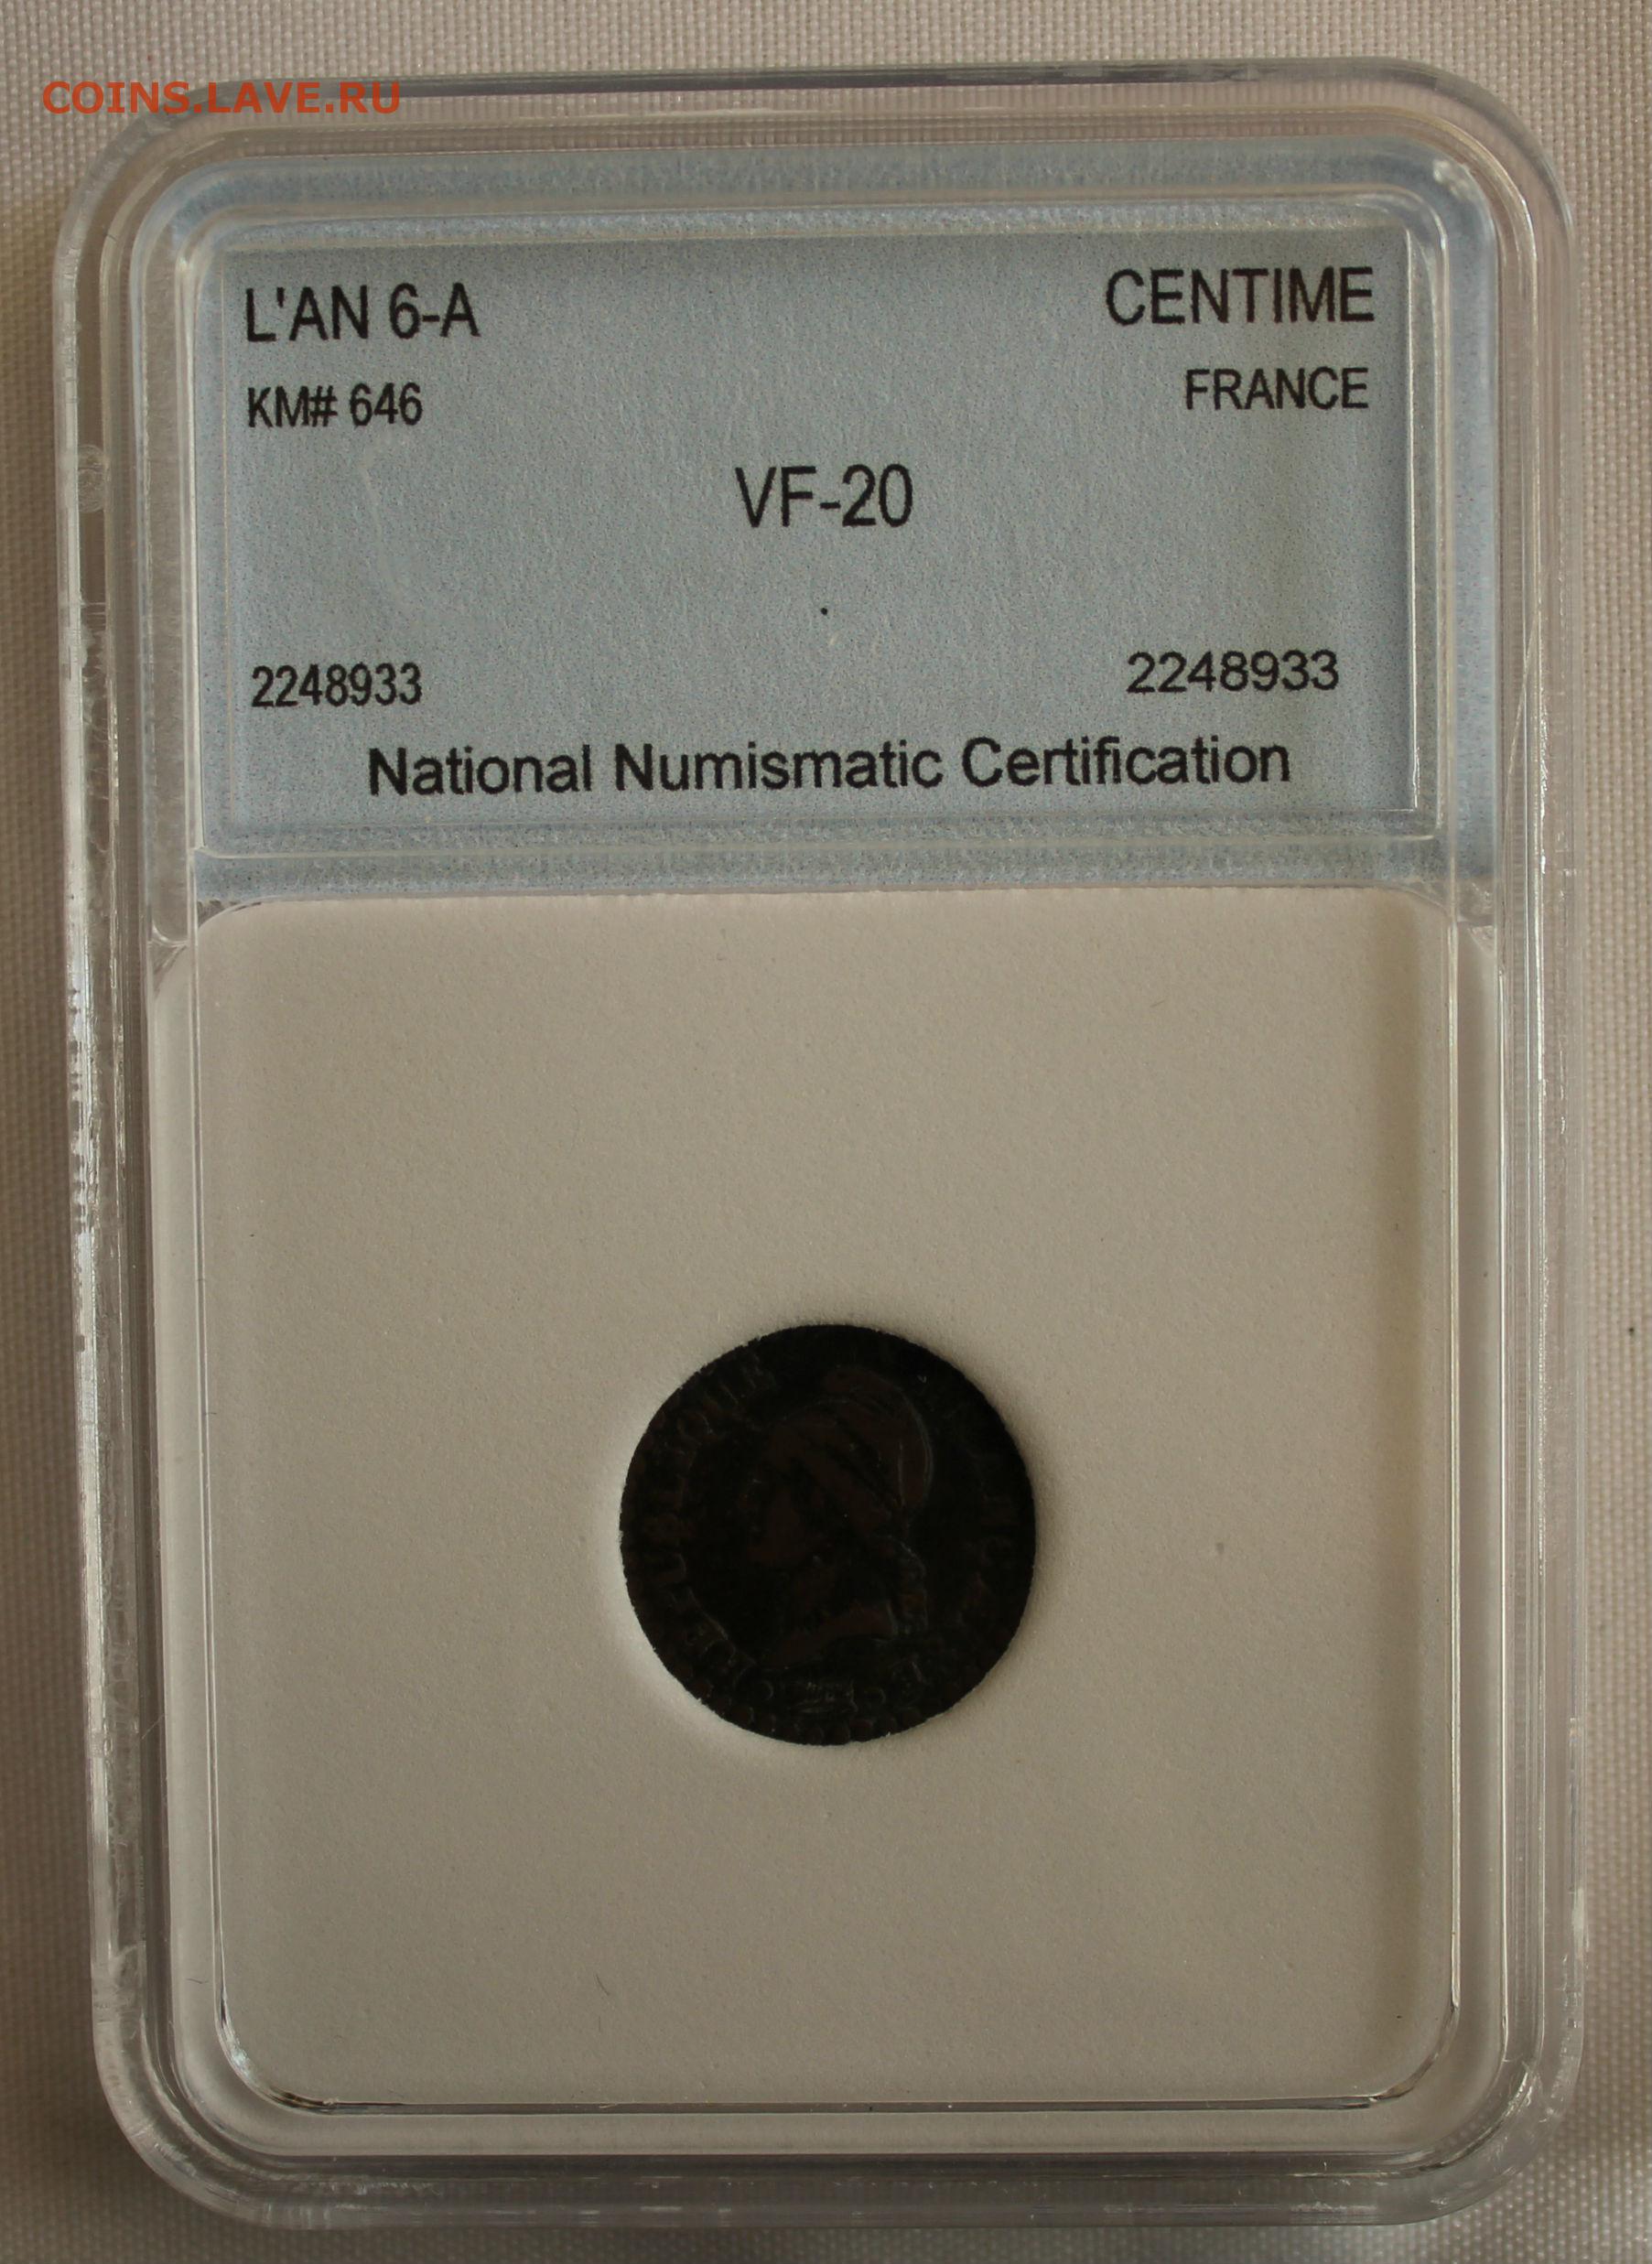 COINS.LAVE.RU
L'AN 6-A CENTIME
KM# 646 FRANCE
VF-20
2248933 2248933
National Numismatic Certification